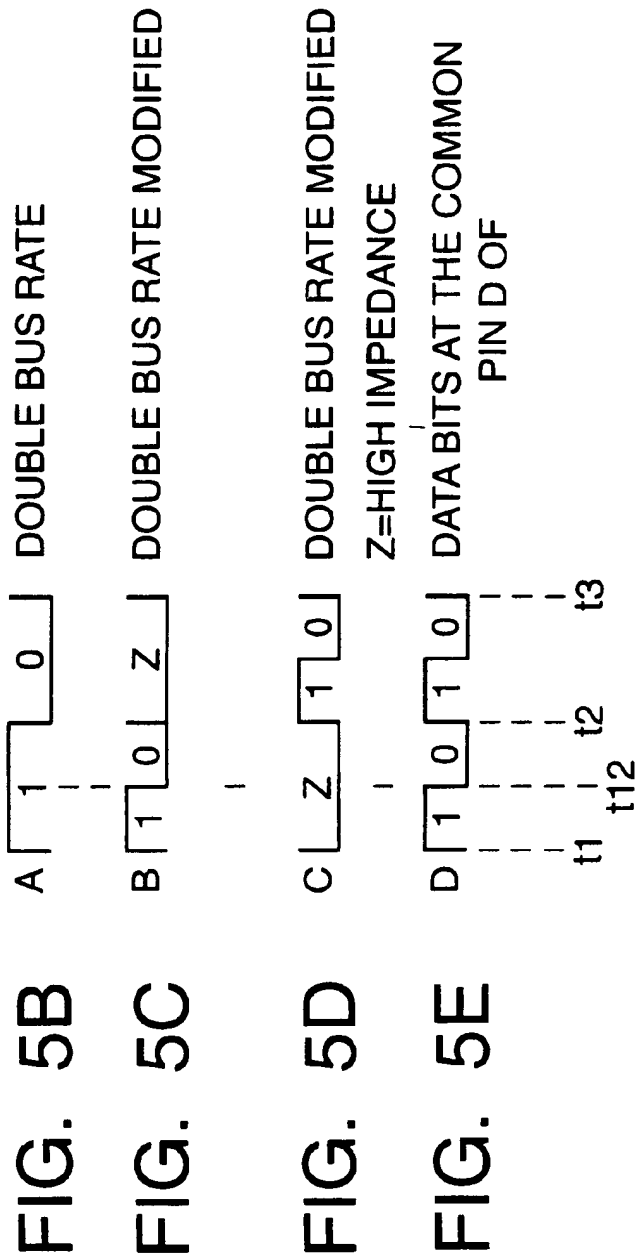 FIG. 5B A 1 0 DOUBLE BUS RATE
FIG. 5C B 1 0 Z DOUBLE BUS RATE MODIFIED
FIG. 5D C Z 1 0 DOUBLE BUS RATE MODIFIED
Z=HIGH IMPEDANCE
FIG. 5E D 1 0 1 0 DATA BITS AT THE COMMON
PIN D OF
t1 t2 t3
t12